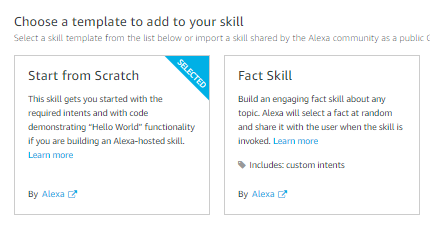 Choose a template to add to your skill
Select a skill template from the list below or import a skill shared by the Alexa community as a public
SELECTED
Start from Scratch
This skill gets you started with the
required intents and with code
demonstrating "Hello World" functionality
if you are building an Alexa-hosted skill.
Learn more
By Alexa
Fact Skill
Build an engaging fact skill about any
topic. Alexa will select a fact at random
and share it with the user when the skill is
invoked. Learn more
Includes: custom intents
By Alexa